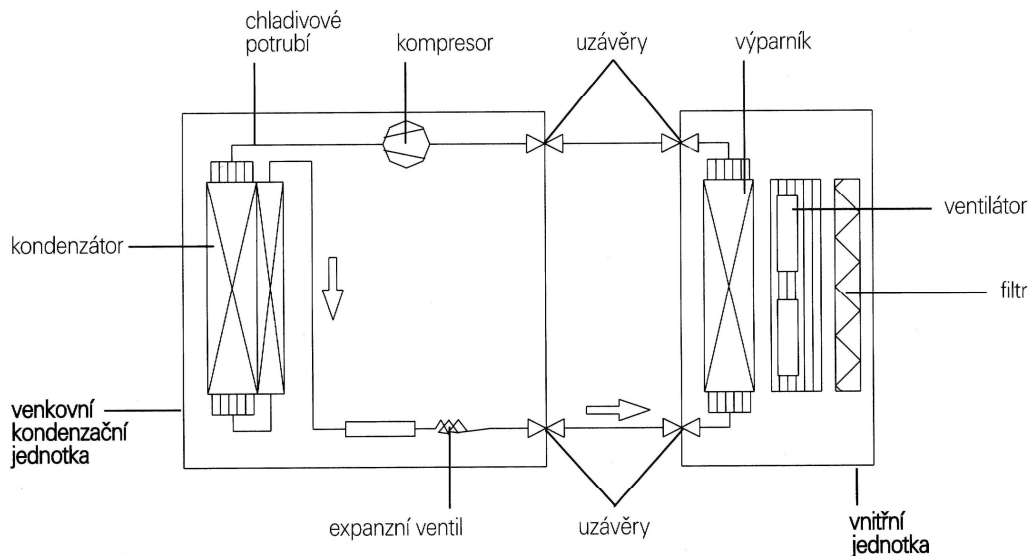 chladivové
potrubí
kompresor
uzávěry
výparník
ventilátor
kondenzátor
filtr
venkovní
kondenzační
jednotka
expanzní ventil
uzávěry
vnitřní
jednotka